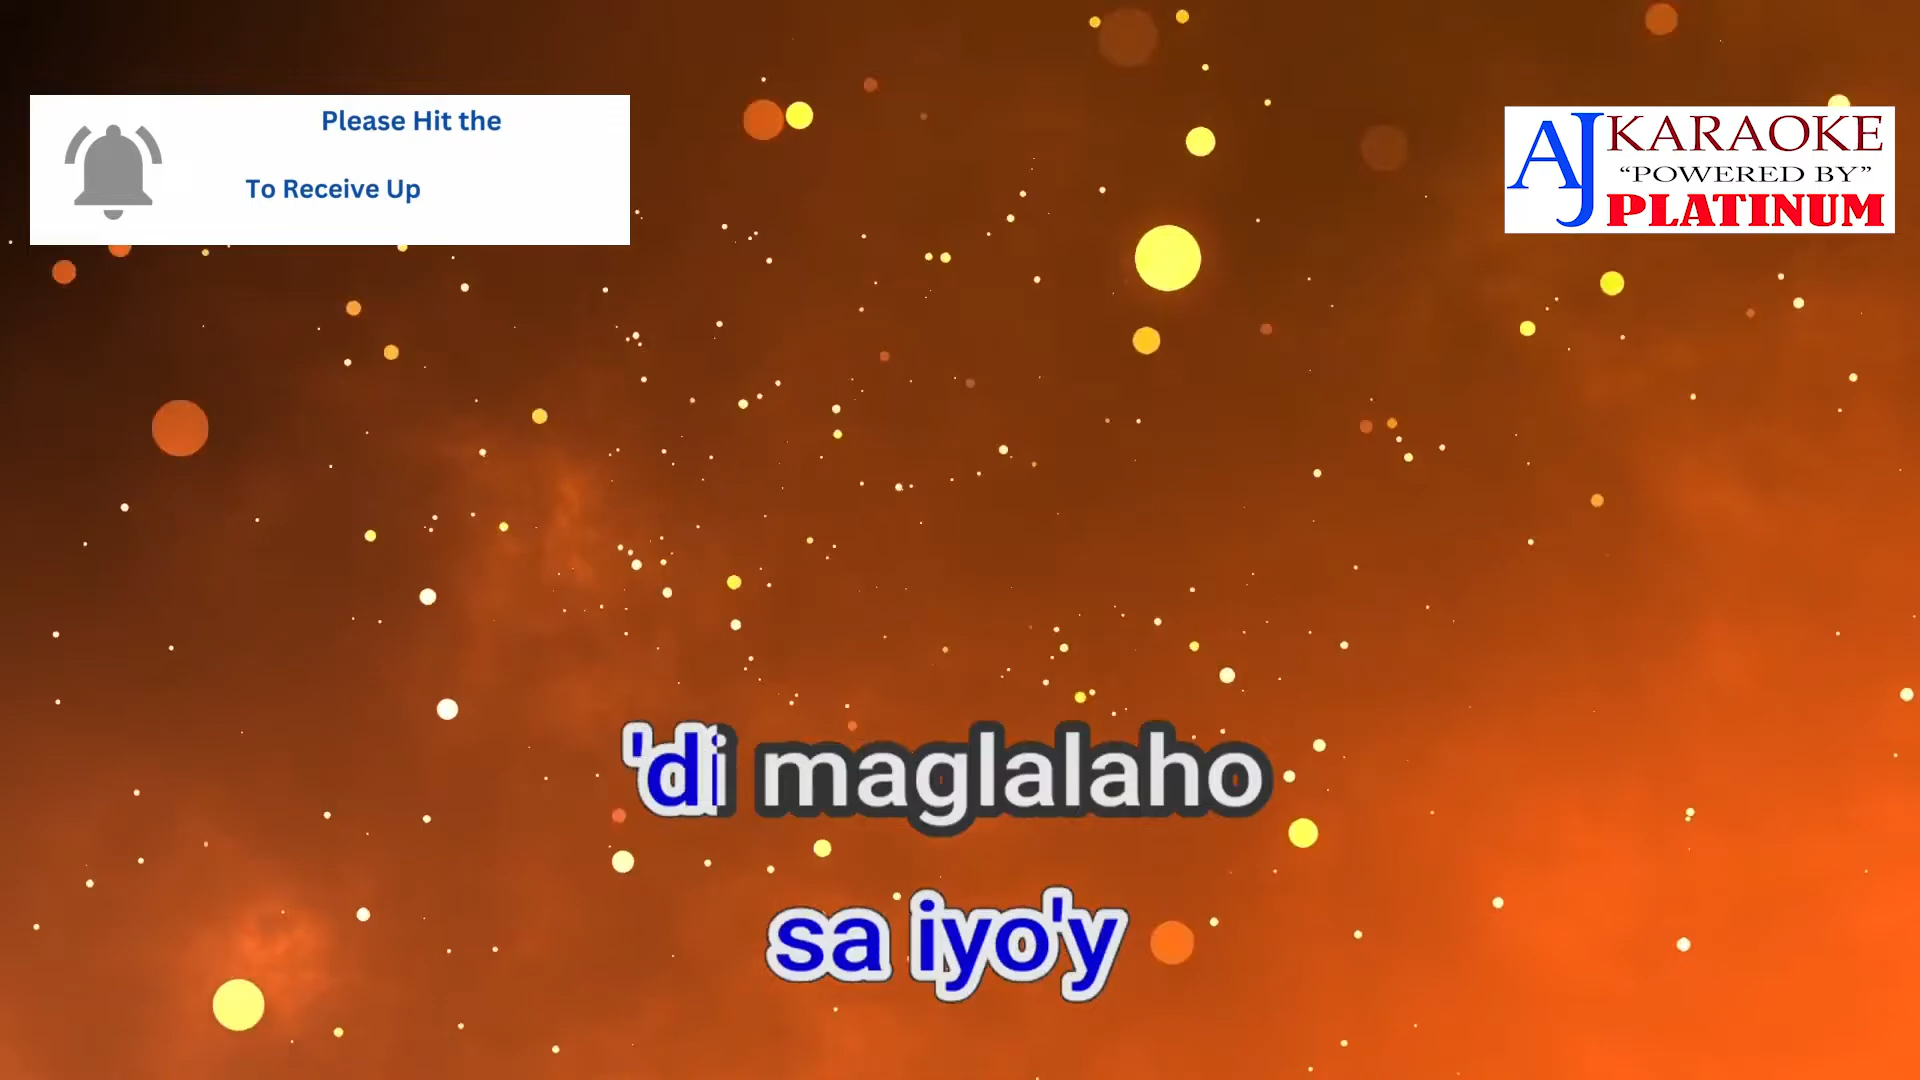 Please Hit the
To Receive Up
AJ KARAOKE
"POWERED BY"
PLATINUM
'di maglalaho
sa iyo'y